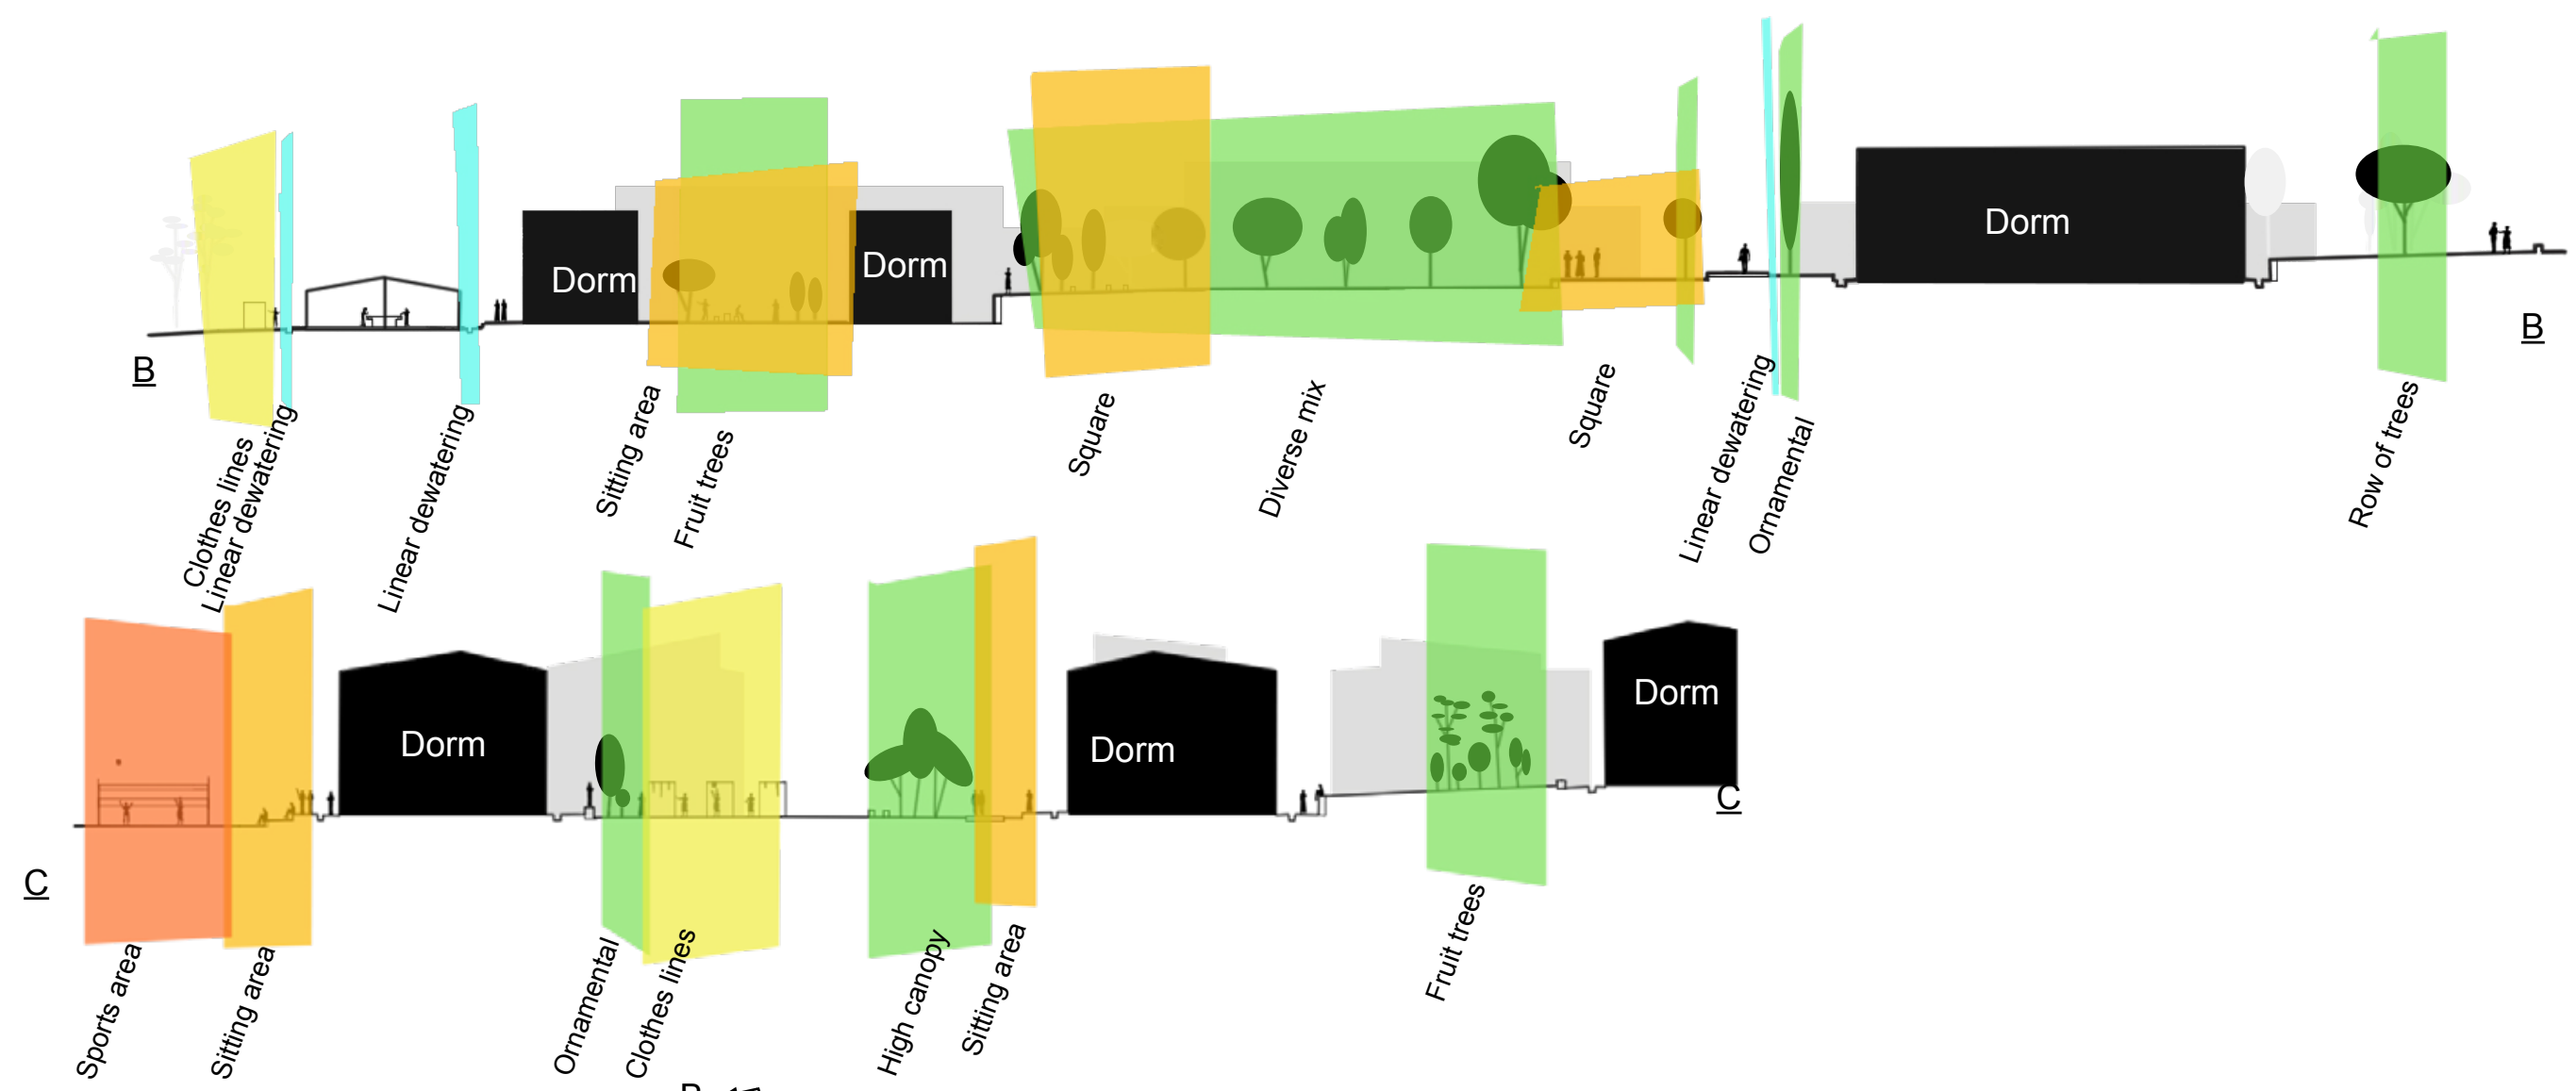 Dorm
Dorm
Dorm
B
B
Clothes lines
Linear dewatering
Linear dewatering
Sitting area
Fruit trees
Square
Diverse mix
Square
Linear dewatering
Ornamental
Row of trees
Dorm
Dorm
Dorm
C
C
Sports area
Sitting area
Ornamental
Clothes lines
High canopy
Sitting area
Fruit trees